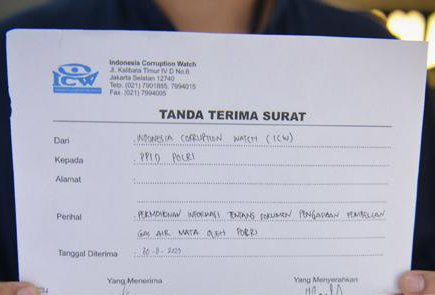 Indonesia Corruption Watch
Jl. Kalibata Timur IV D No.6
Jakarta Selatan 12740
Telp. (021) 7901885, 7994015
Fax. (021) 7994005
ICW
TANDA TERIMA SURAT
Dari : INDONESIA CORRUPTION WATCH (ICW)
Kepada : PPID POLRI
Alamat :
Perihal : PERMOHONAN INFORMASI TENTANG DOKUMEN PENGADAAN PEMBELIAN
GAS AIR MATA OLEH POLRI
Tanggal Diterima :
Yang Menerima Yang Menyerahkan